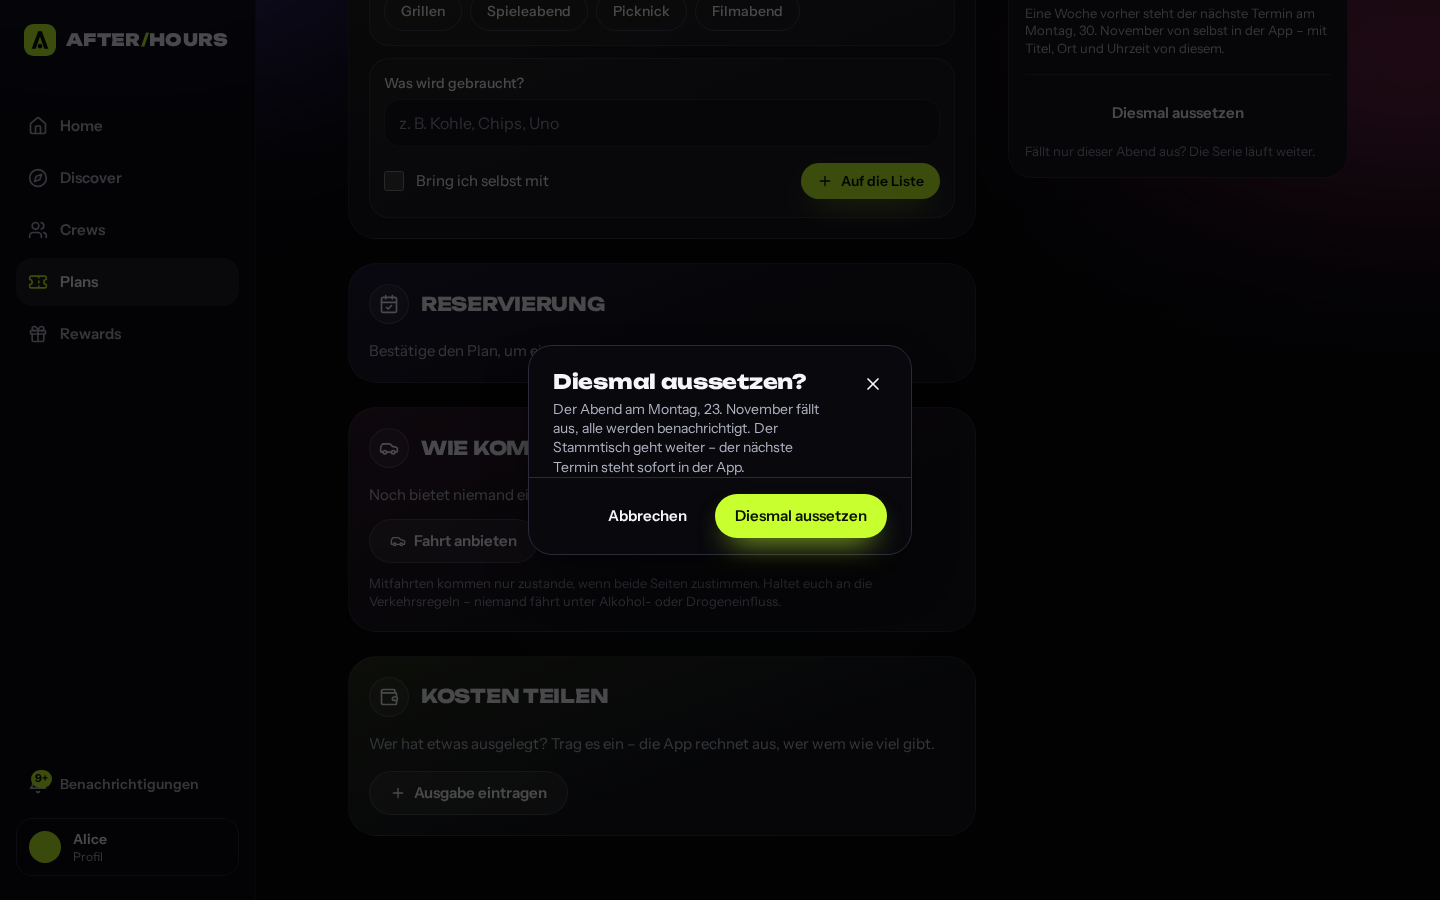 AFTER/HOURS
Home
Discover
Crews
Plans
Rewards
9+
Benachrichtigungen
Alice
Profil
Grillen
Spieleabend
Picknick
Filmabend
Was wird gebraucht?
z. B. Kohle, Chips, Uno
Bring ich selbst mit
Auf die Liste
RESERVIERUNG
Bestätige den Plan, um ei
WIE KOM
Noch bietet niemand ei
Fahrt anbieten
Mitfahrten kommen nur zustande, wenn beide Seiten zustimmen. Haltet euch an die
Verkehrsregeln – niemand fährt unter Alkohol- oder Drogeneinfluss.
KOSTEN TEILEN
Wer hat etwas ausgelegt? Trag es ein – die App rechnet aus, wer wem wie viel gibt.
Ausgabe eintragen
Eine Woche vorher steht der nächste Termin am
Montag, 30. November von selbst in der App – mit
Titel, Ort und Uhrzeit von diesem.
Diesmal aussetzen
Fällt nur dieser Abend aus? Die Serie läuft weiter.
Diesmal aussetzen?
Der Abend am Montag, 23. November fällt
aus, alle werden benachrichtigt. Der
Stammtisch geht weiter – der nächste
Termin steht sofort in der App.
Abbrechen
Diesmal aussetzen